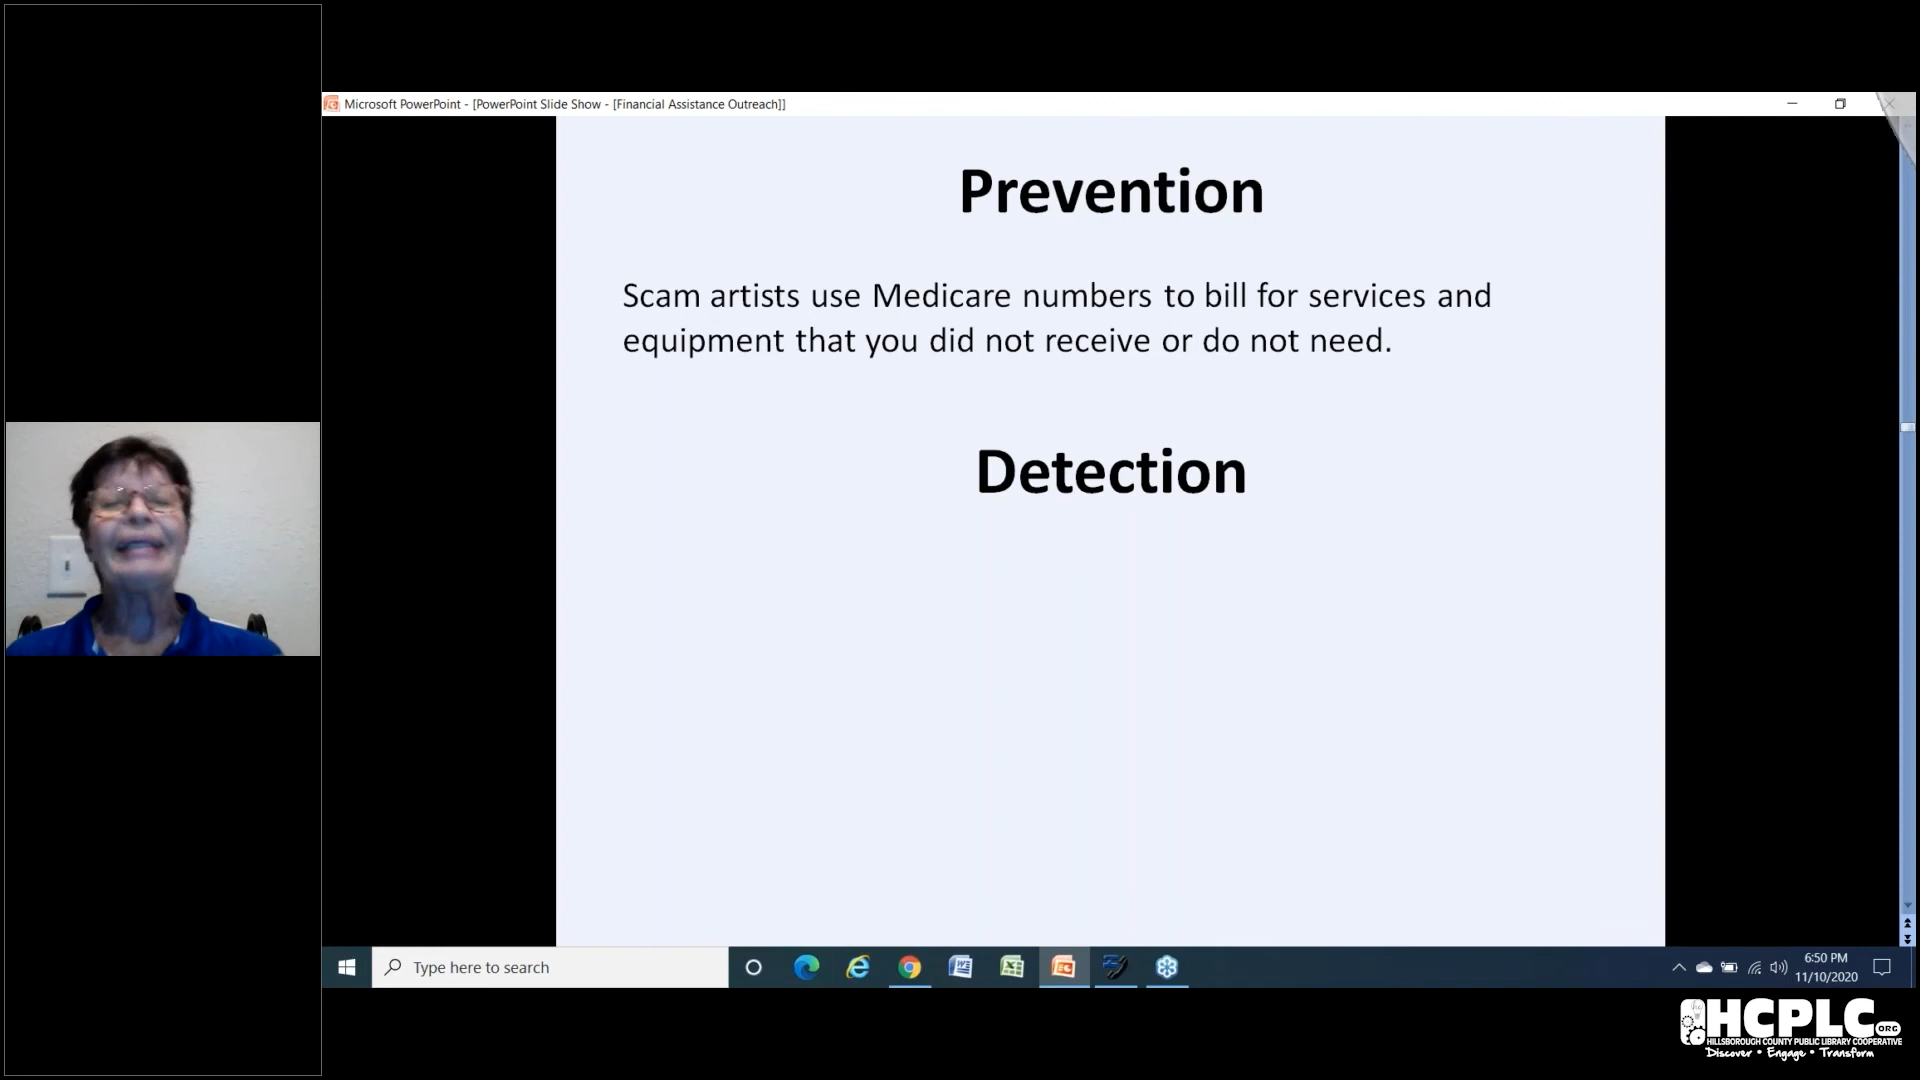 Microsoft PowerPoint - [PowerPoint Slide Show - [Financial Assistance Outreach]]
Prevention
Scam artists use Medicare numbers to bill for services and
equipment that you did not receive or do not need.
Detection
Type here to search
6:50 PM
11/10/2020
HCPLC.ORG
HILLSBOROUGH COUNTY PUBLIC LIBRARY COOPERATIVE
Discover • Engage • Transform